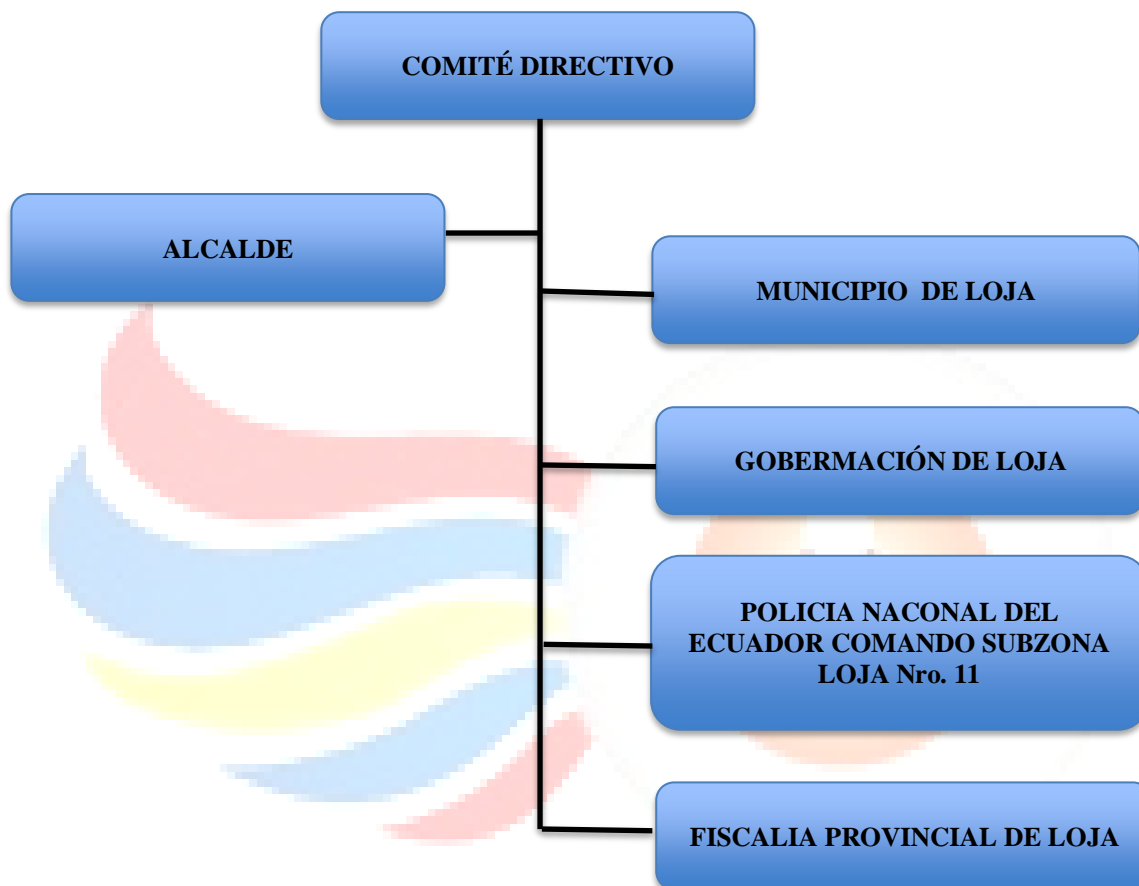 COMITÉ DIRECTIVO
ALCALDE
MUNICIPIO DE LOJA
GOBERMACIÓN DE LOJA
POLICIA NACONAL DEL
ECUADOR COMANDO SUBZONA
LOJA Nro. 11
FISCALIA PROVINCIAL DE LOJA